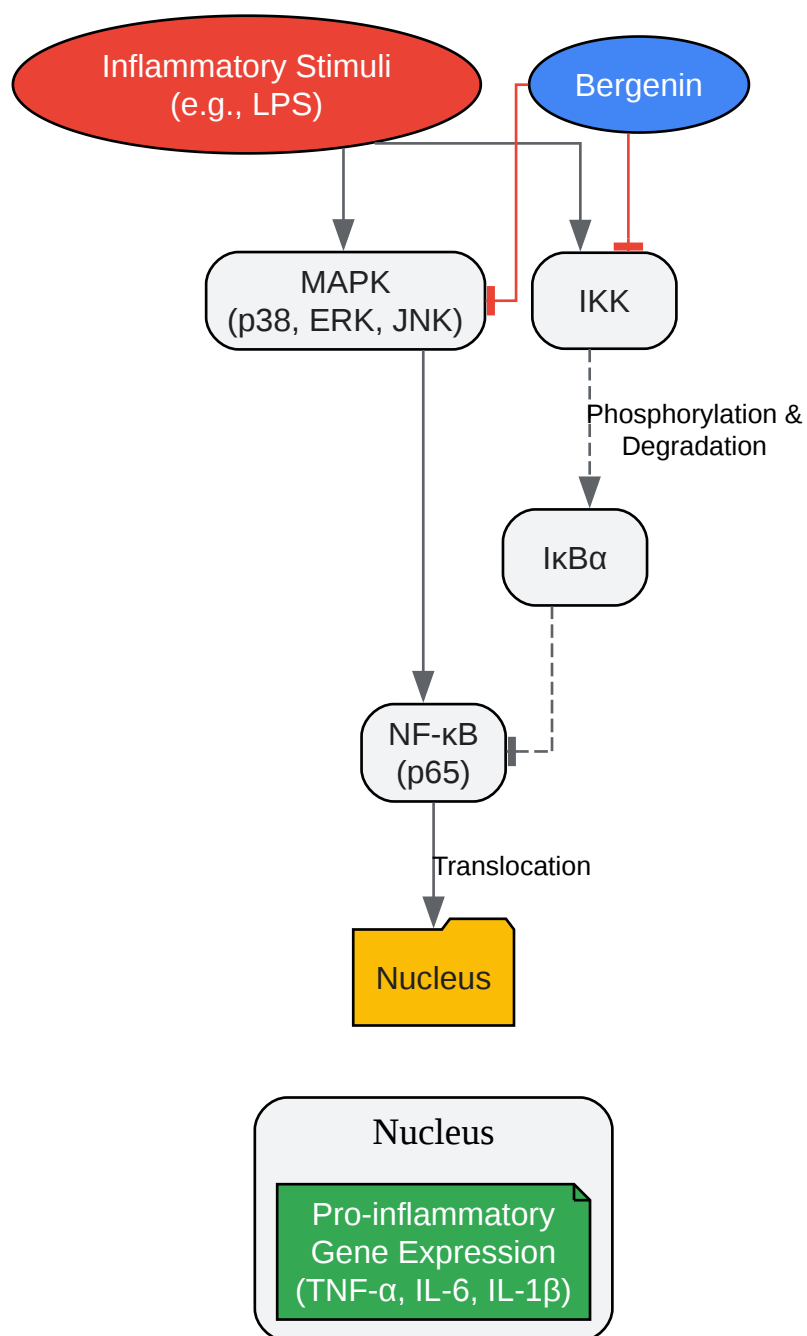 Inflammatory Stimuli
(e.g., LPS)
Bergenin
MAPK
(p38, ERK, JNK)
IKK
Phosphorylation &
Degradation
IκBα
NF-κB
(p65)
Translocation
Nucleus
Nucleus
Pro-inflammatory
Gene Expression
(TNF-α, IL-6, IL-1β)